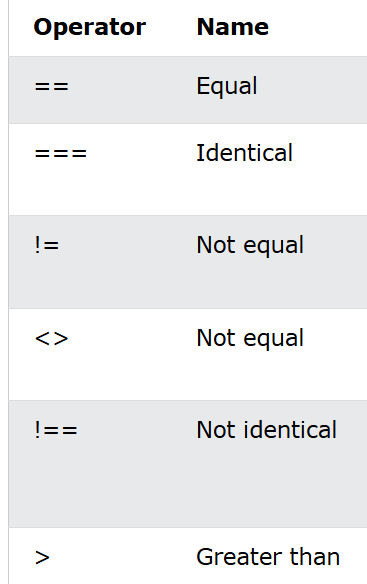 Operator Name
== Equal
=== Identical
!= Not equal
<> Not equal
!== Not identical
> Greater than